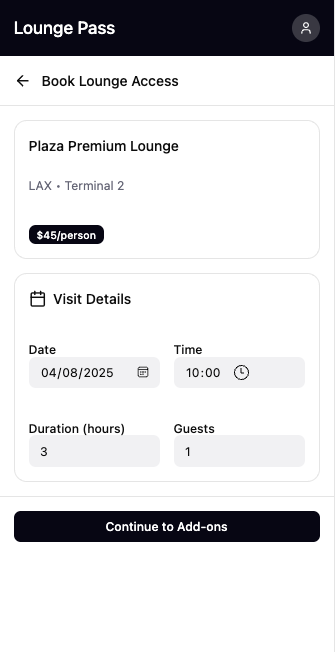 Lounge Pass
Book Lounge Access
Plaza Premium Lounge
LAX • Terminal 2
$45/person
Visit Details
Date Time
04/08/2025 10:00
Duration (hours) Guests
3 1
Continue to Add-ons